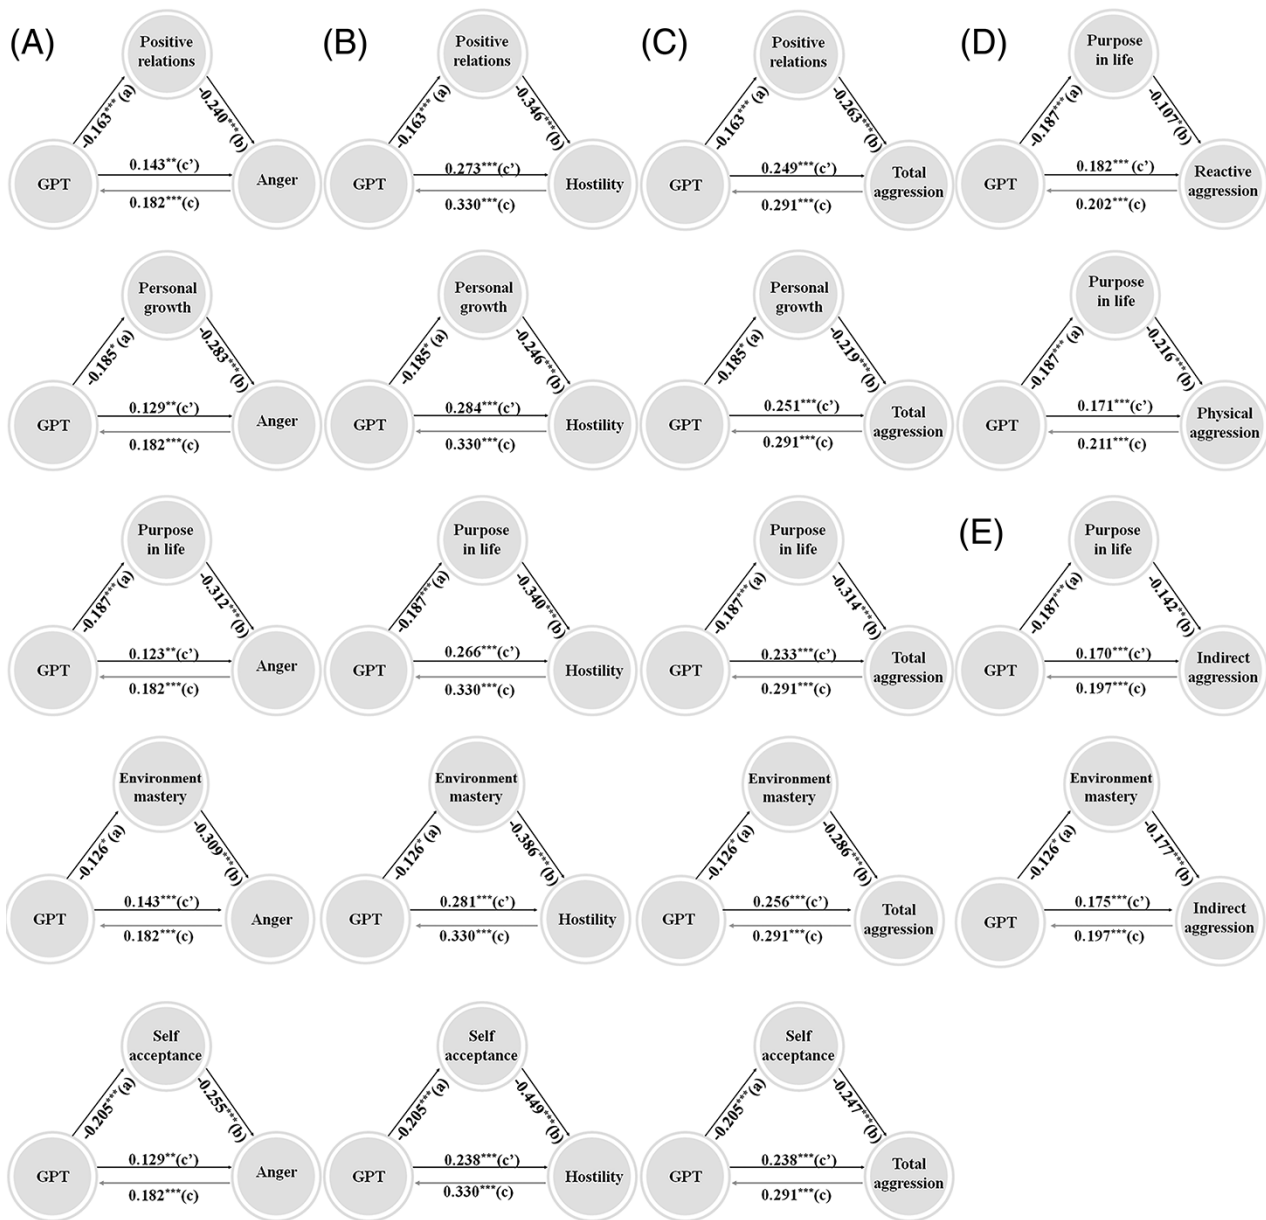 (A)
Positive
relations
-0.163*** (a)
-0.240***(b)
GPT
0.143**(c’)
0.182***(c)
Anger
(B)
Positive
relations
-0.163*** (a)
-0.346***(b)
GPT
0.273***(c’)
0.330***(c)
Hostility
(C)
Positive
relations
-0.163*** (a)
-0.263***(b)
GPT
0.249***(c’)
0.291***(c)
Total
aggression
(D)
Purpose
in life
-0.187*** (a)
-0.107*(b)
GPT
0.182*** (c’)
0.202***(c)
Reactive
aggression
Personal
growth
-0.185* (a)
-0.283***(b)
GPT
0.129**(c’)
0.182***(c)
Anger
Personal
growth
-0.185* (a)
-0.246***(b)
GPT
0.284***(c’)
0.330***(c)
Hostility
Personal
growth
-0.185* (a)
-0.219***(b)
GPT
0.251***(c’)
0.291***(c)
Total
aggression
Purpose
in life
-0.187*** (a)
-0.216***(b)
GPT
0.171***(c’)
0.211***(c)
Physical
aggression
Purpose
in life
-0.187***(a)
-0.312***(b)
GPT
0.123**(c’)
0.182***(c)
Anger
Purpose
in life
-0.187***(a)
-0.340***(b)
GPT
0.266***(c’)
0.330***(c)
Hostility
Purpose
in life
-0.187***(a)
-0.314***(b)
GPT
0.233***(c’)
0.291***(c)
Total
aggression
(E)
Purpose
in life
-0.187***(a)
-0.142**(b)
GPT
0.170***(c’)
0.197***(c)
Indirect
aggression
Environment
mastery
-0.126* (a)
-0.309***(b)
GPT
0.143***(c’)
0.182***(c)
Anger
Environment
mastery
-0.126* (a)
-0.386***(b)
GPT
0.281***(c’)
0.330***(c)
Hostility
Environment
mastery
-0.126* (a)
-0.286***(b)
GPT
0.256***(c’)
0.291***(c)
Total
aggression
Environment
mastery
-0.126* (a)
-0.177***(b)
GPT
0.175***(c’)
0.197***(c)
Indirect
aggression
Self
acceptance
-0.205***(a)
-0.255***(b)
GPT
0.129**(c’)
0.182***(c)
Anger
Self
acceptance
-0.205***(a)
-0.449***(b)
GPT
0.238***(c’)
0.330***(c)
Hostility
Self
acceptance
-0.205***(a)
-0.247***(b)
GPT
0.238***(c’)
0.291***(c)
Total
aggression